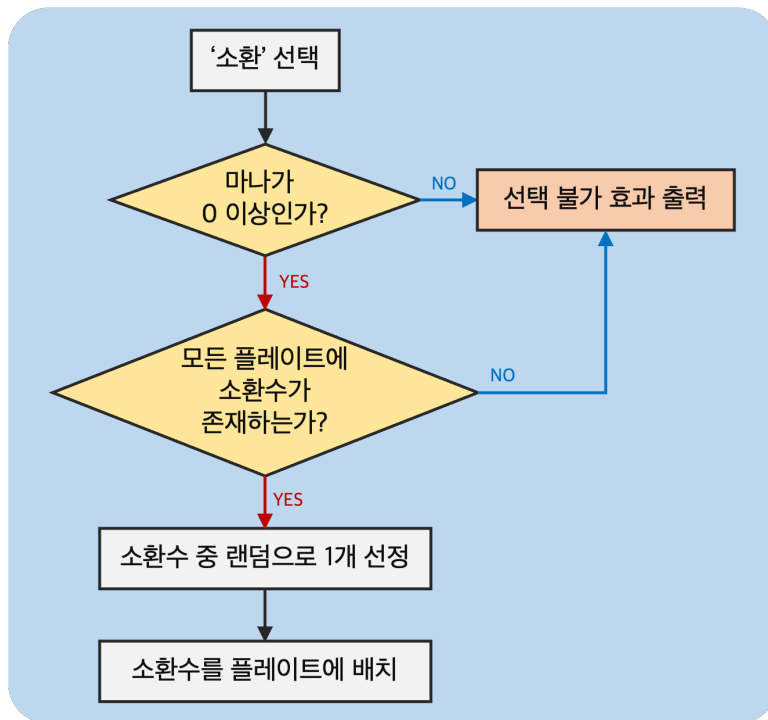 ‘소환’ 선택
마나가
0 이상인가?
NO
선택 불가 효과 출력
YES
모든 플레이트에
소환수가
존재하는가?
NO
YES
소환수 중 랜덤으로 1개 선정
소환수를 플레이트에 배치